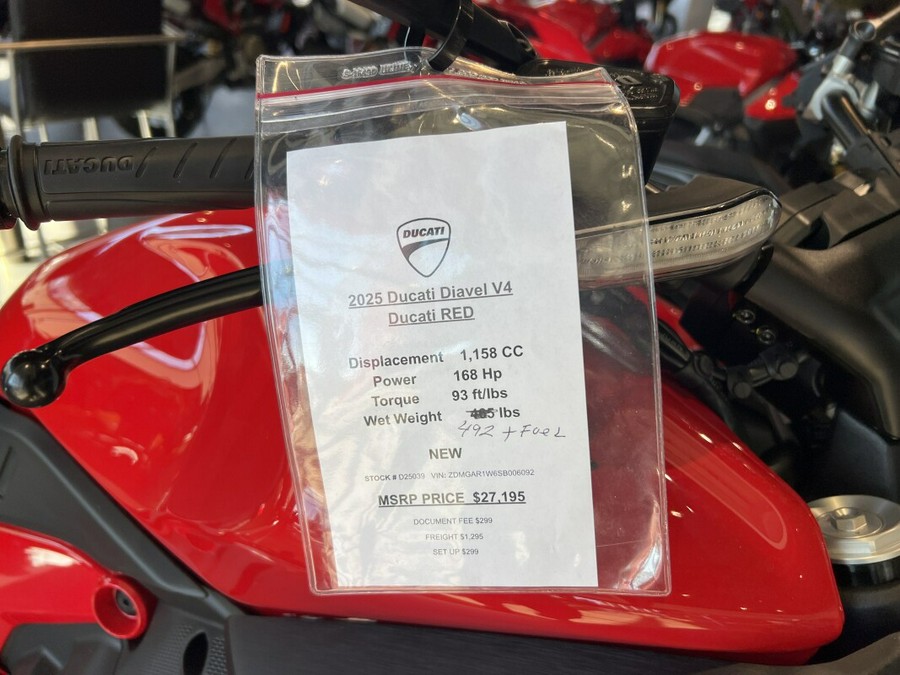 DUCATI
DUCATI
2025 Ducati Diavel V4
Ducati RED
Displacement 1,158 CC
Power 168 Hp
Torque 93 ft/lbs
Wet Weight lbs
492 + FUEL
NEW
STOCK # D25039 VIN: ZDMGAR1W6SB006092
MSRP PRICE $27,195
DOCUMENT FEE $299
FREIGHT $1,295
SET UP $299